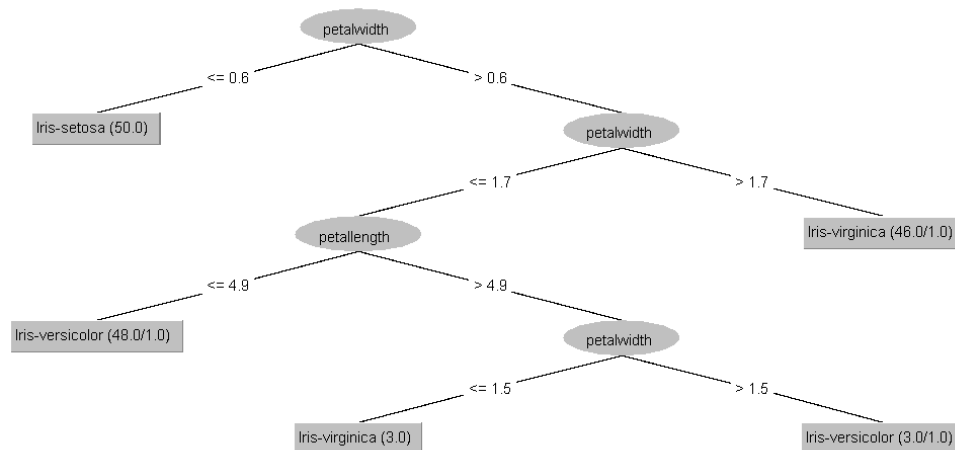 petalwidth
<= 0.6
> 0.6
Iris-setosa (50.0)
petalwidth
<= 1.7
> 1.7
petallength
Iris-virginica (46.0/1.0)
<= 4.9
> 4.9
Iris-versicolor (48.0/1.0)
petalwidth
<= 1.5
> 1.5
Iris-virginica (3.0)
Iris-versicolor (3.0/1.0)